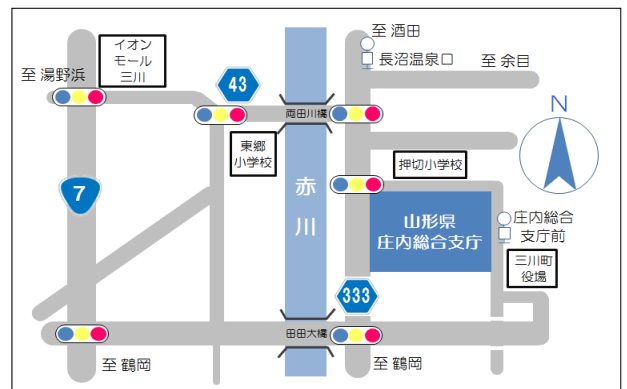 至 酒田
イオン
モール
三川
長沼温泉口
至 余目
至 湯野浜
43
両田川橋
N
東郷
小学校
押切小学校
7
赤川
山形県
庄内総合支庁
庄内総合
支庁前
三川町
役場
333
田田大橋
至 鶴岡
至 鶴岡